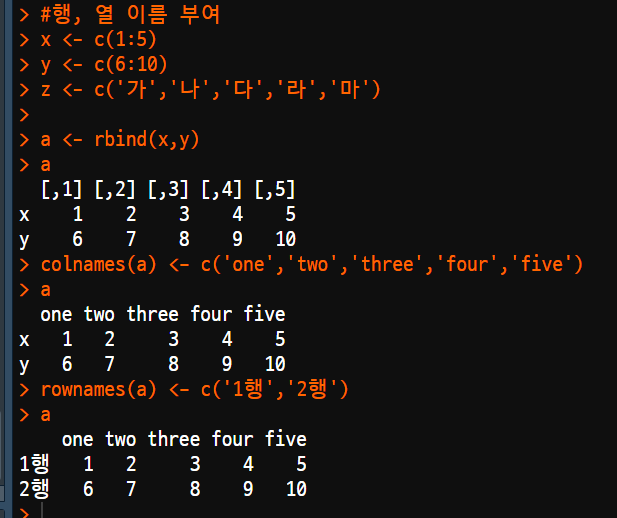 > #행, 열 이름 부여
> x <- c(1:5)
> y <- c(6:10)
> z <- c('가','나','다','라','마')
>
> a <- rbind(x,y)
> a
  [,1] [,2] [,3] [,4] [,5]
x    1    2    3    4    5
y    6    7    8    9   10
> colnames(a) <- c('one','two','three','four','five')
> a
  one two three four five
x   1   2     3    4    5
y   6   7     8    9   10
> rownames(a) <- c('1행','2행')
> a
    one two three four five
1행   1   2     3    4    5
2행   6   7     8    9   10
>